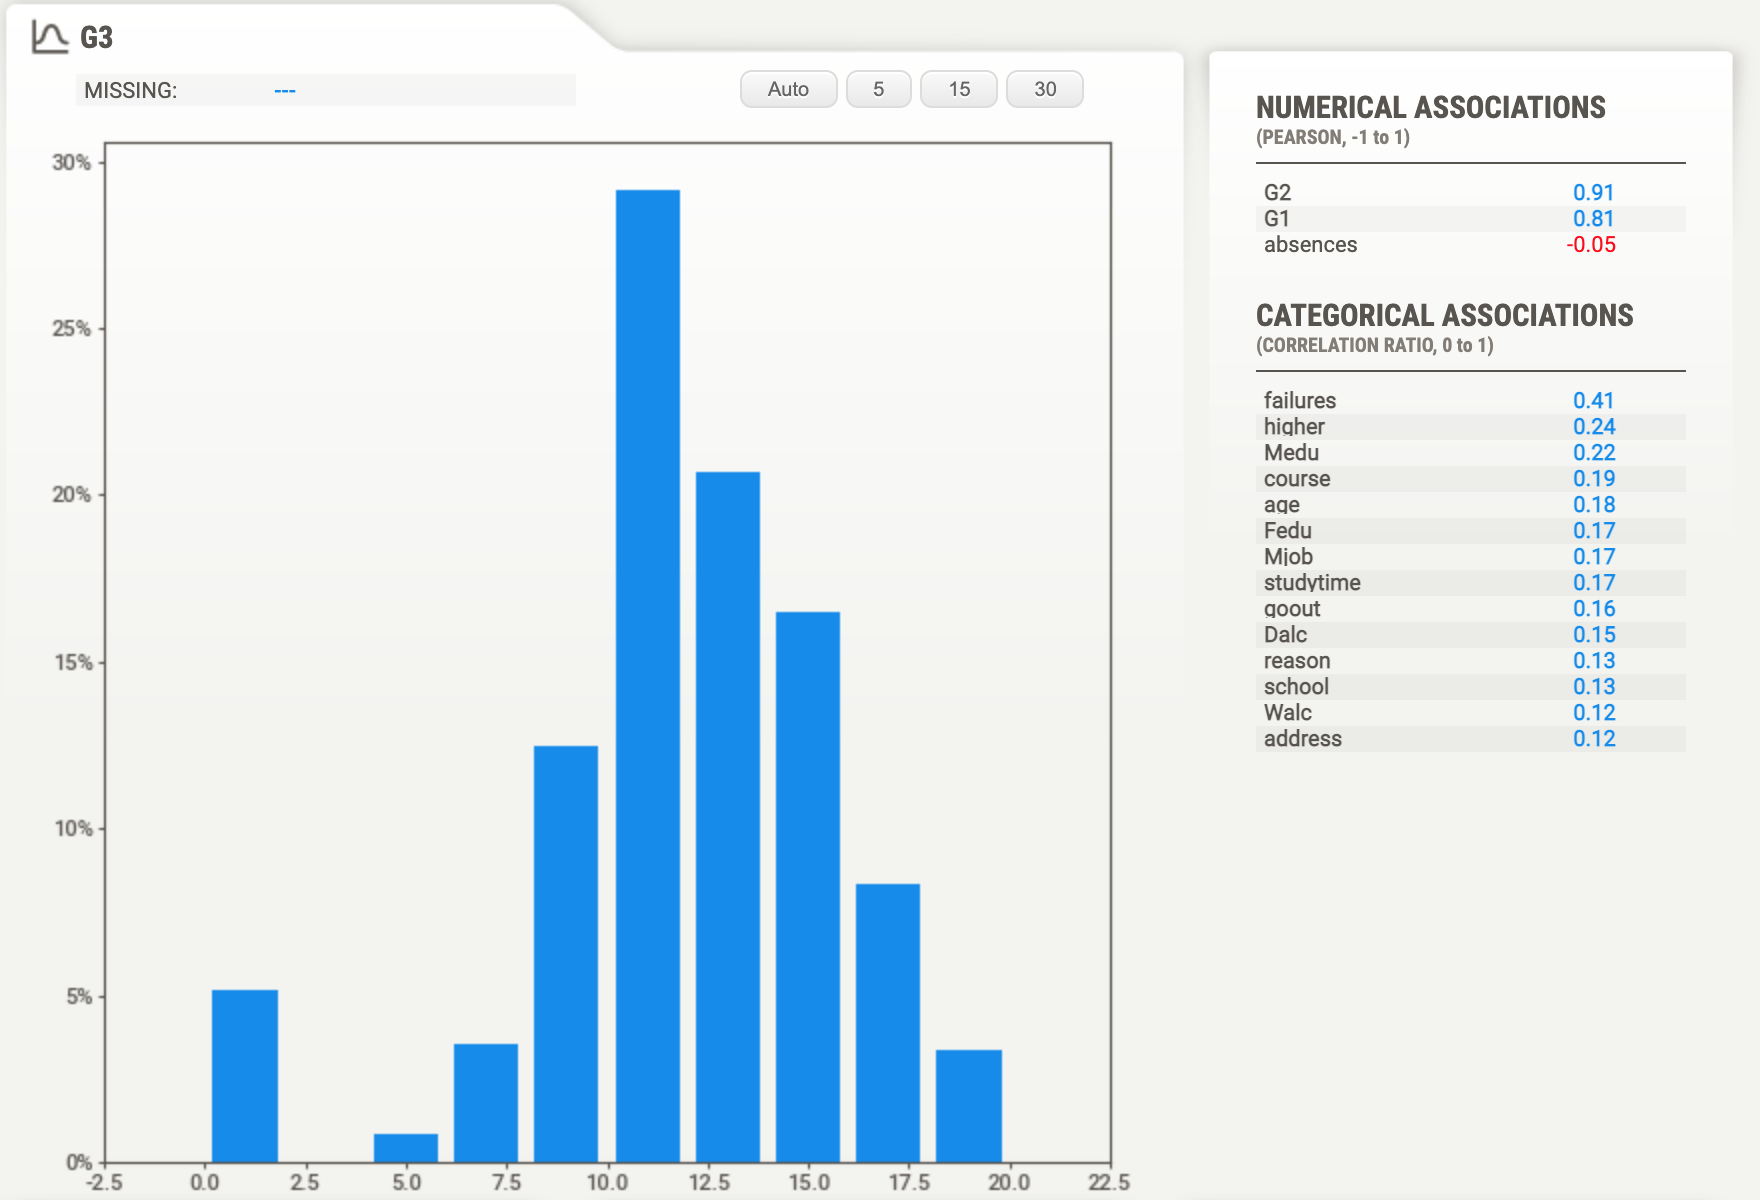 G3
MISSING: ---
Auto 5 15 30
30%
25%
20%
15%
10%
5%
0%
-2.5 0.0 2.5 5.0 7.5 10.0 12.5 15.0 17.5 20.0 22.5
NUMERICAL ASSOCIATIONS
(PEARSON, -1 to 1)
G2 0.91
G1 0.81
absences -0.05
CATEGORICAL ASSOCIATIONS
(CORRELATION RATIO, 0 to 1)
failures 0.41
higher 0.24
Medu 0.22
course 0.19
age 0.18
Fedu 0.17
Mjob 0.17
studytime 0.17
goout 0.16
Dalc 0.15
reason 0.13
school 0.13
Walc 0.12
address 0.12